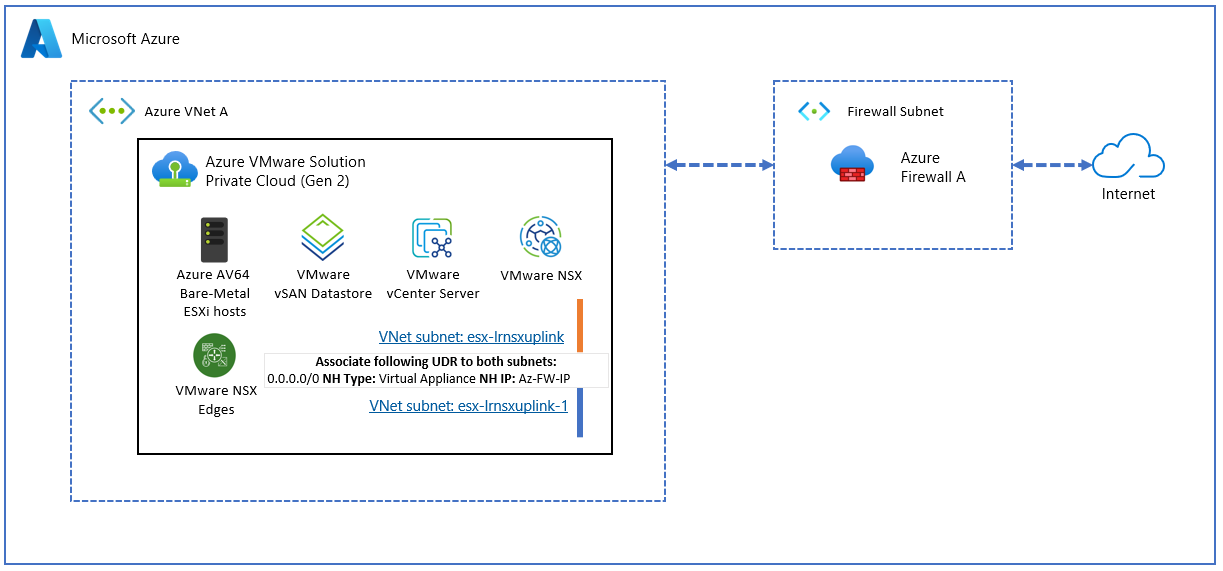 Microsoft Azure
Azure VNet A
Firewall Subnet
Azure VMware Solution
Private Cloud (Gen 2)
Azure
Firewall A
Internet
Azure AV64
Bare-Metal
ESXi hosts
VMware
vSAN Datastore
VMware
vCenter Server
VMware NSX
VNet subnet: esx-lrnsxuplink
Associate following UDR to both subnets:
0.0.0.0/0 NH Type: Virtual Appliance NH IP: Az-FW-IP
VMware NSX
Edges
VNet subnet: esx-lrnsxuplink-1